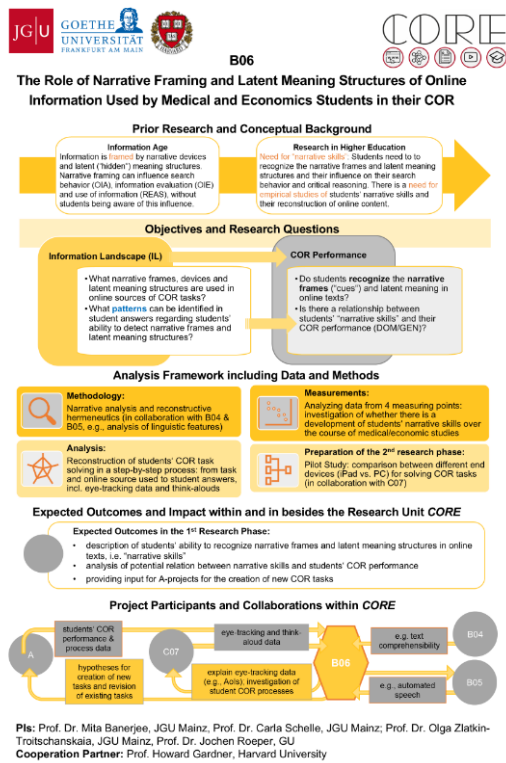 JGU
GOETHE
UNIVERSITÄT
FRANKFURT AM MAIN
CORE
B06
The Role of Narrative Framing and Latent Meaning Structures of Online
Information Used by Medical and Economics Students in their COR
Prior Research and Conceptual Background
Information Age
Information is framed by narrative devices
and latent ("hidden") meaning structures.
Narrative framing can influence search
behavior (OIA), information evaluation (OIE)
and use of information (REAS), without
students being aware of this influence.
Research in Higher Education
Need for "narrative skills": Students need to to
recognize the narrative frames and latent meaning
structures and their influence on their search
behavior and critical reasoning. There is a need for
empirical studies of students' narrative skills and
their reconstruction of online content.
Objectives and Research Questions
Information Landscape (IL)
•What narrative frames, devices and
latent meaning structures are used in
online sources of COR tasks?
•What patterns can be identified in
student answers regarding students'
ability to detect narrative frames and
latent meaning structures?
COR Performance
•Do students recognize the narrative
frames ("cues") and latent meaning in
online texts?
•Is there a relationship between
students' "narrative skills" and their
COR performance (DOM/GEN)?
Analysis Framework including Data and Methods
Methodology:
Narrative analysis and reconstructive
hermeneutics (in collaboration with B04 &
B05, e.g., analysis of linguistic features)
Measurements:
Analyzing data from 4 measuring points:
investigation of whether there is a
development of students' narrative skills over
the course of medical/economic studies
Analysis:
Reconstruction of students' COR task
solving in a step-by-step process: from task
and online source used to student answers,
incl. eye-tracking data and think-alouds
Preparation of the 2nd research phase:
Pilot Study: comparison between different end
devices (iPad vs. PC) for solving COR tasks
(in collaboration with C07)
Expected Outcomes and Impact within and in besides the Research Unit CORE
Expected Outcomes in the 1st Research Phase:
• description of students' ability to recognize narrative frames and latent meaning structures in online
texts, i.e. "narrative skills"
• analysis of potential relation between narrative skills and students' COR performance
• providing input for A-projects for the creation of new COR tasks
Project Participants and Collaborations within CORE
A
students' COR
performance &
process data
hypotheses for
creation of new
tasks and revision
of existing tasks
C07
eye-tracking and think-
aloud data
explain eye-tracking data
(e.g., AoIs); investigation of
student COR processes
B06
e.g. text
comprehensibility
B04
e.g., automated
speech
B05
PIs: Prof. Dr. Mita Banerjee, JGU Mainz, Prof. Dr. Carla Schelle, JGU Mainz; Prof. Dr. Olga Zlatkin-
Troitschanskaia, JGU Mainz, Prof. Dr. Jochen Roeper, GU
Cooperation Partner: Prof. Howard Gardner, Harvard University